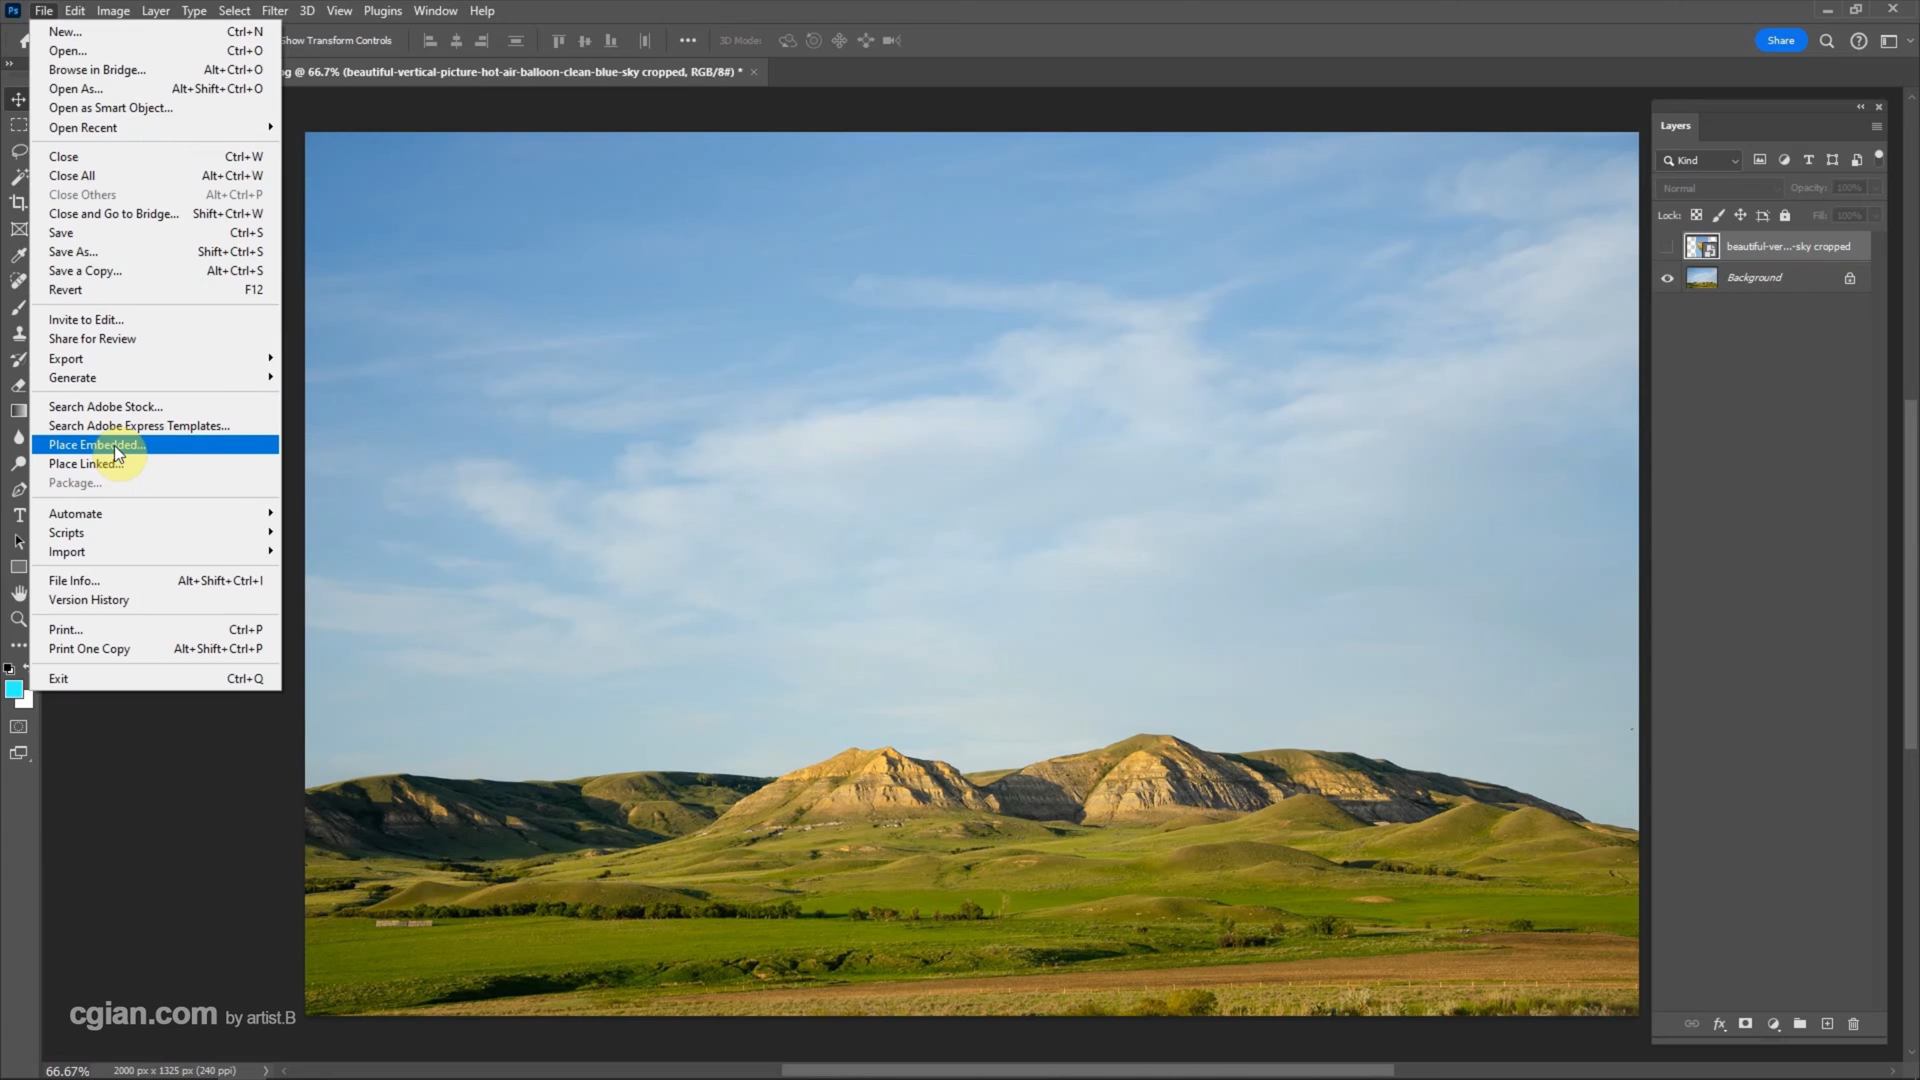 Ps File Edit Image Layer Type Select Filter 3D View Plugins Window Help
Show Transform Controls ••• 3D Mode: Share
ng @ 66.7% (beautiful-vertical-picture-hot-air-balloon-clean-blue-sky cropped, RGB/8#) * ×
New... Ctrl+N
Open... Ctrl+O
Browse in Bridge... Alt+Ctrl+O
Open As... Alt+Shift+Ctrl+O
Open as Smart Object...
Open Recent
Close Ctrl+W
Close All Alt+Ctrl+W
Close Others Alt+Ctrl+P
Close and Go to Bridge... Shift+Ctrl+W
Save Ctrl+S
Save As... Shift+Ctrl+S
Save a Copy... Alt+Ctrl+S
Revert F12
Invite to Edit...
Share for Review
Export
Generate
Search Adobe Stock...
Search Adobe Express Templates...
Place Embedded...
Place Linked...
Package...
Automate
Scripts
Import
File Info... Alt+Shift+Ctrl+I
Version History
Print... Ctrl+P
Print One Copy Alt+Shift+Ctrl+P
Exit Ctrl+Q
Layers
Kind
Normal Opacity: 100%
Lock: Fill: 100%
beautiful-ver...-sky cropped
Background
fx
cgian.com by artist.B
66.67% 2000 px x 1325 px (240 ppi)